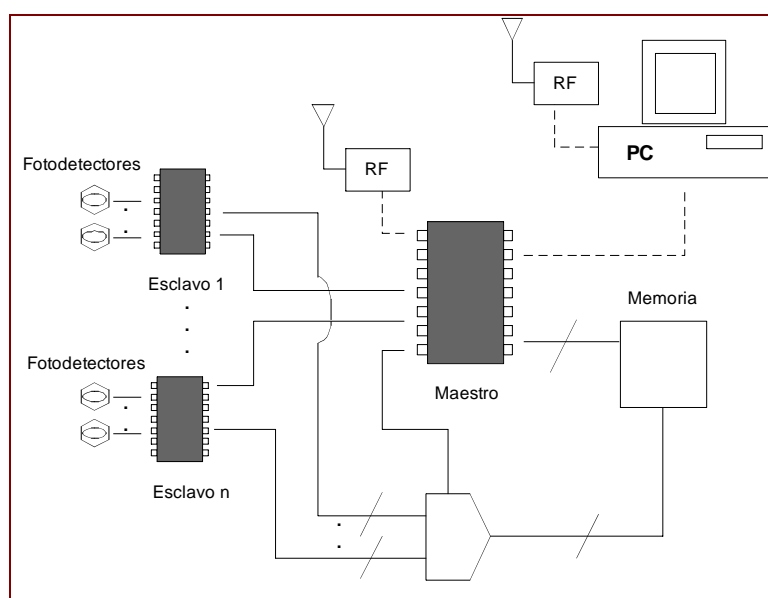 RF
RF
PC
Fotodetectores
Esclavo 1
Memoria
Fotodetectores
Maestro
Esclavo n